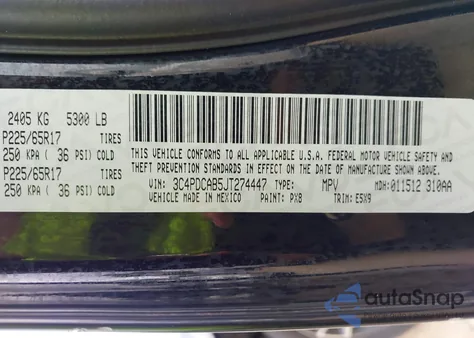 2405 KG 5300 LB
P225/65R17 TIRES
250 KPA ( 36 PSI) COLD
P225/65R17 TIRES
250 KPA ( 36 PSI) COLD
THIS VEHICLE CONFORMS TO ALL APPLICABLE U.S.A. FEDERAL MOTOR VEHICLE SAFETY AND
THEFT PREVENTION STANDARDS IN EFFECT ON THE DATE OF MANUFACTURE SHOWN ABOVE.
VIN: 3C4PDCAB5JT274447 TYPE: MPV MDH: 011512 310AA
VEHICLE MADE IN MEXICO PAINT: PX8 TRIM: E5X9
autoSnap